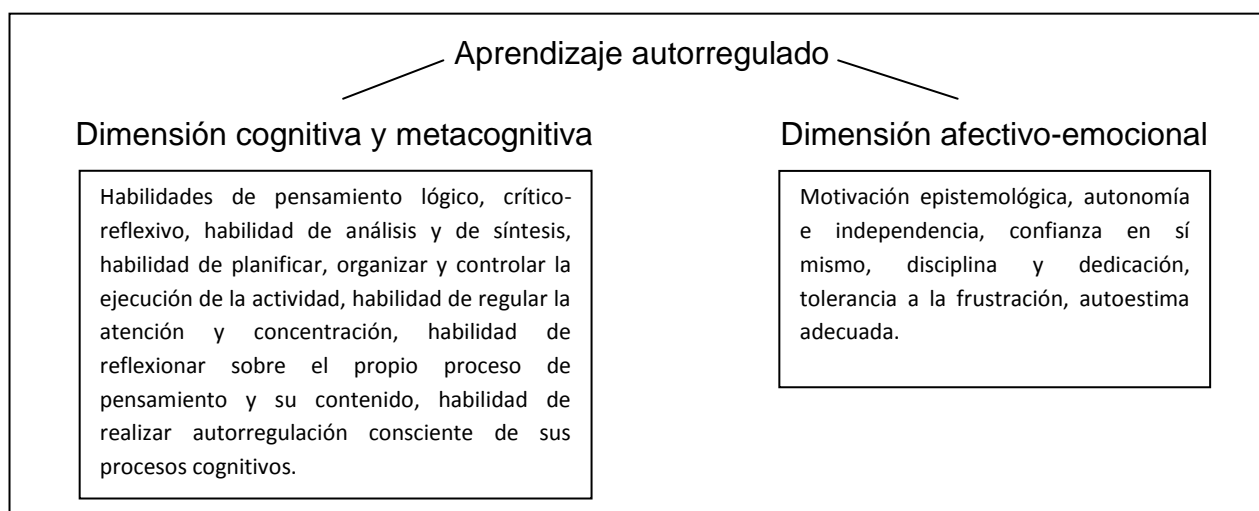 Aprendizaje autorregulado
Dimensión cognitiva y metacognitiva
Habilidades de pensamiento lógico, crítico-
reflexivo, habilidad de análisis y de síntesis,
habilidad de planificar, organizar y controlar la
ejecución de la actividad, habilidad de regular la
atención y concentración, habilidad de
reflexionar sobre el propio proceso de
pensamiento y su contenido, habilidad de
realizar autorregulación consciente de sus
procesos cognitivos.
Dimensión afectivo-emocional
Motivación epistemológica, autonomía
e independencia, confianza en sí
mismo, disciplina y dedicación,
tolerancia a la frustración, autoestima
adecuada.